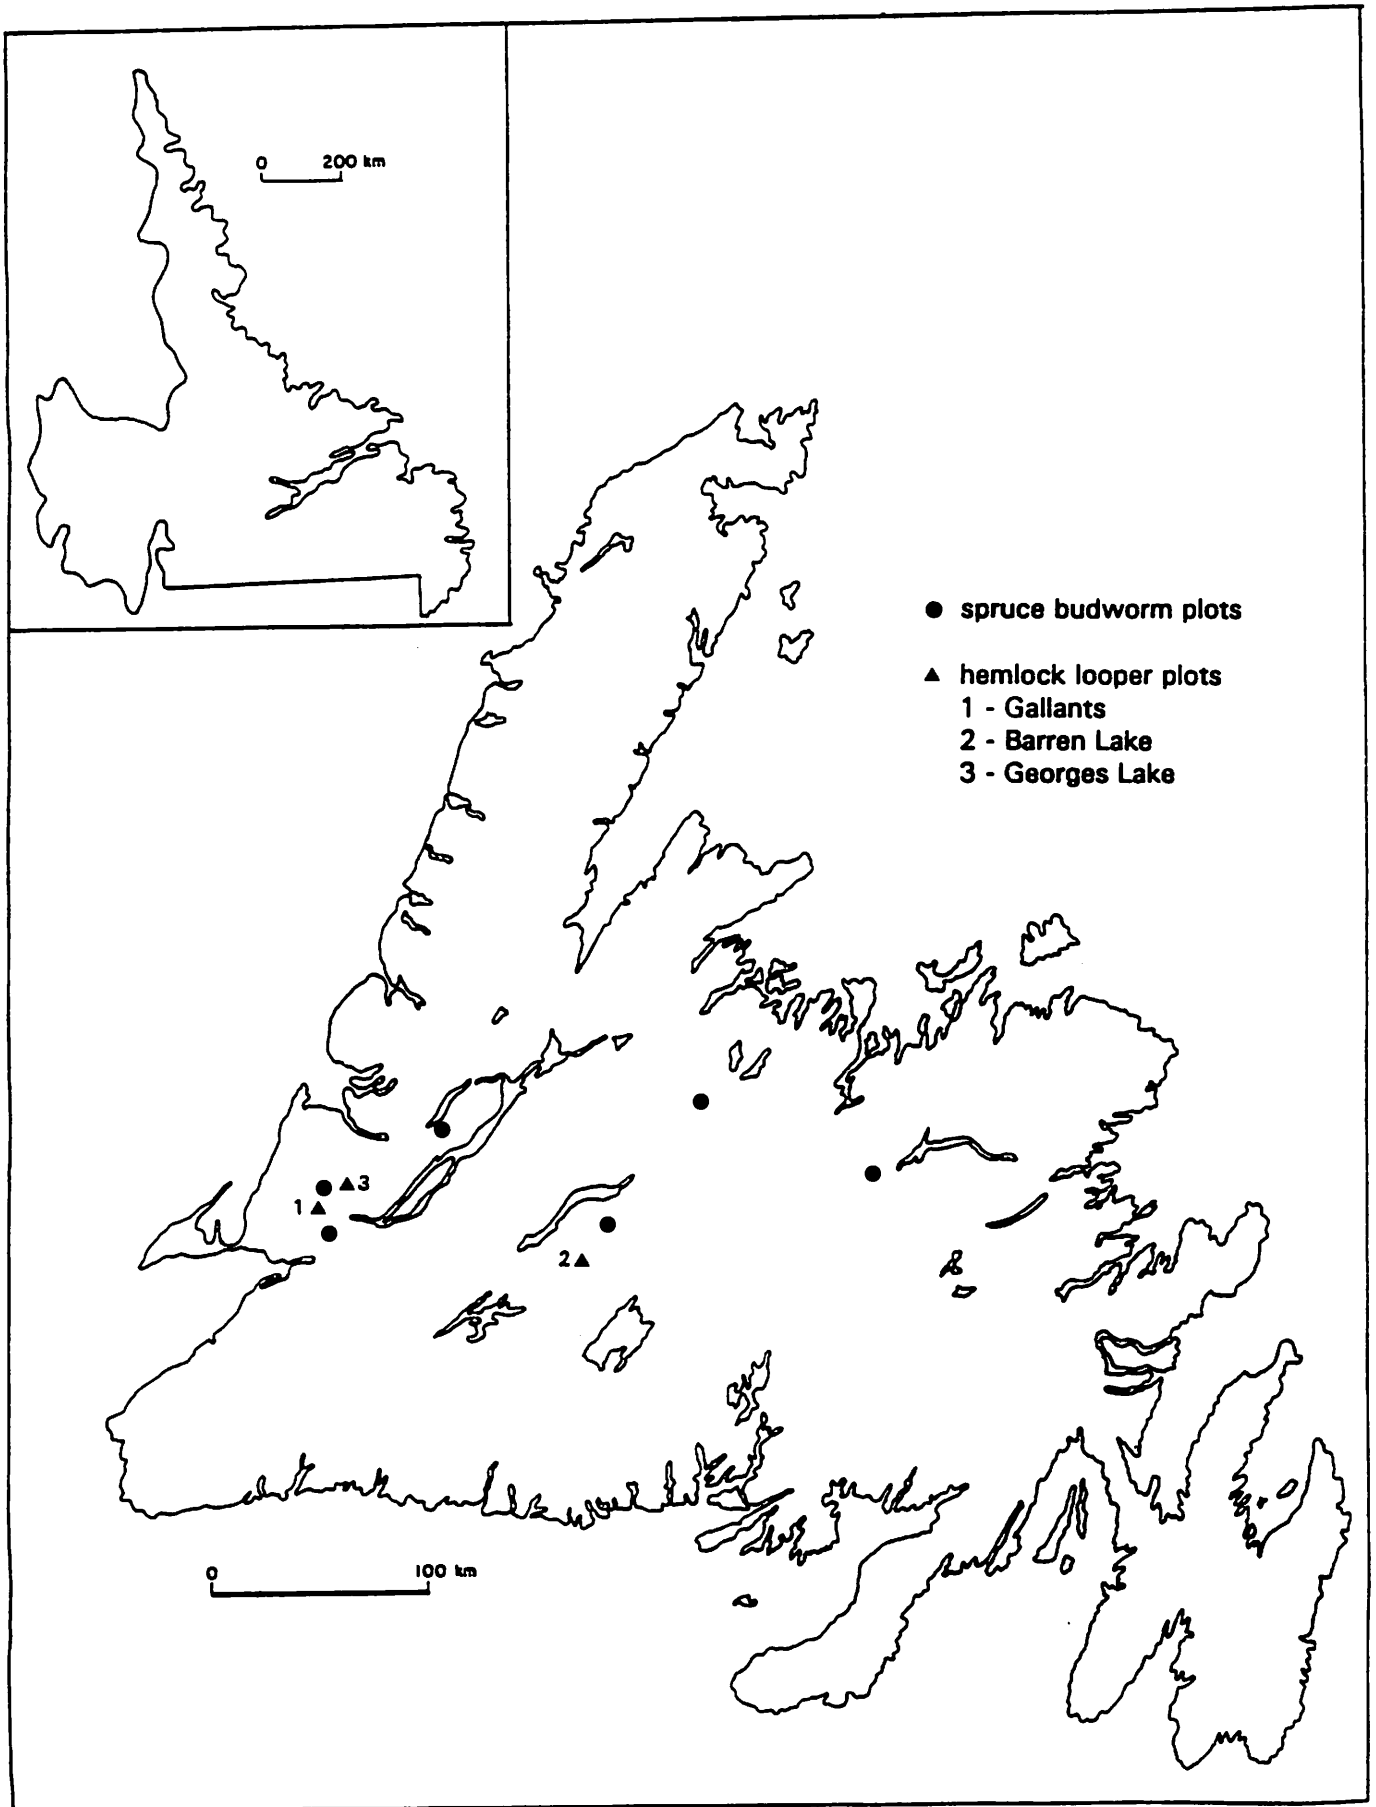 0 200 km
● spruce budworm plots
▲ hemlock looper plots
1 - Gallants
2 - Barren Lake
3 - Georges Lake
3
1
2
0 100 km